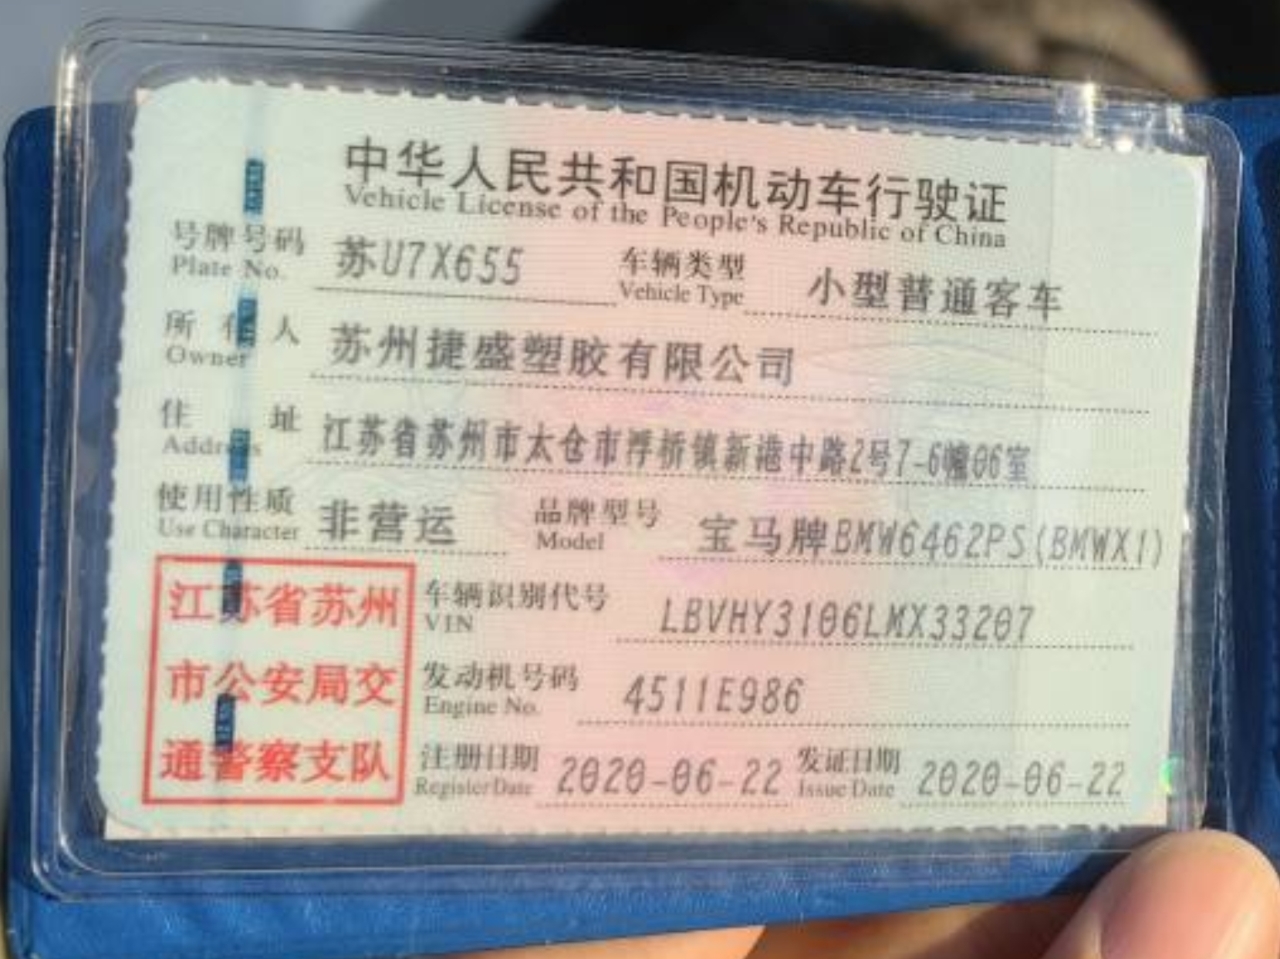 中华人民共和国机动车行驶证
Vehicle License of the People's Republic of China
号牌号码 苏U7X655 车辆类型 小型普通客车
Plate No. Vehicle Type
所有人 苏州捷盛塑胶有限公司
Owner
住址 江苏省苏州市太仓市浮桥镇新港中路2号7-6幢06室
Address
使用性质 非营运 品牌型号 宝马牌BMW6462PS(BMWX1)
Use Character Model
江苏省苏州
市公安局交
通警察支队
车辆识别代号 LBVHY3106LMX33207
VIN
发动机号码 4511E986
Engine No.
注册日期 2020-06-22 发证日期 2020-06-22
Register Date Issue Date